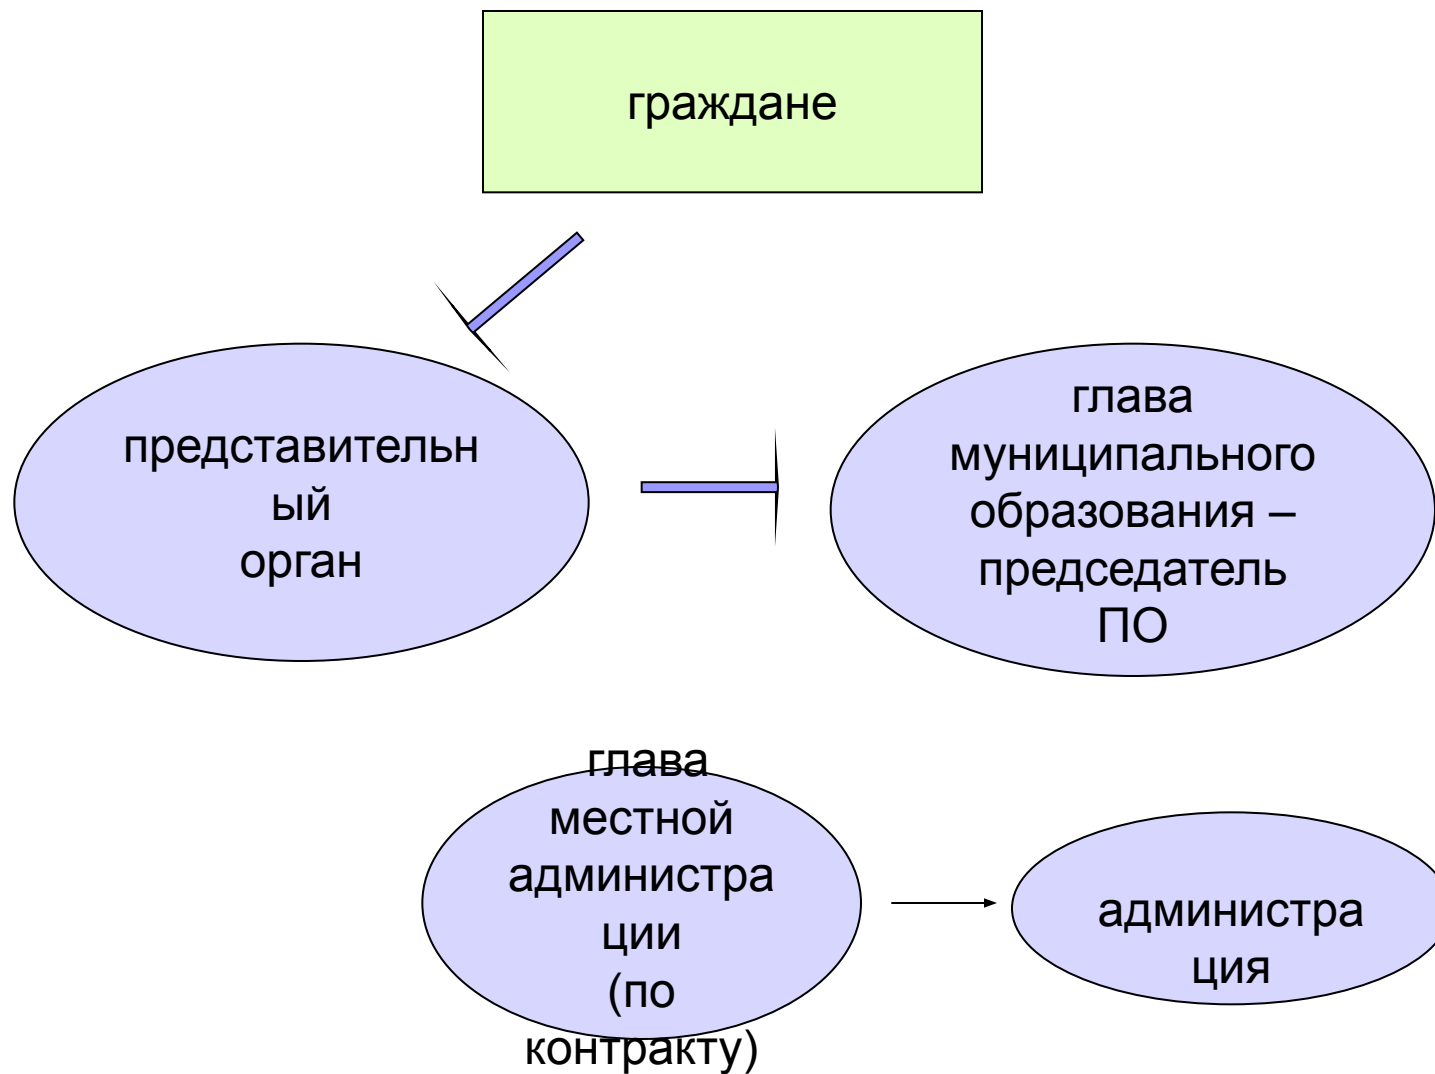 граждане
представительн
ый
орган
глава
муниципального
образования –
председатель
ПО
глава
местной
администра
ции
(по
контракту)
администра
ция